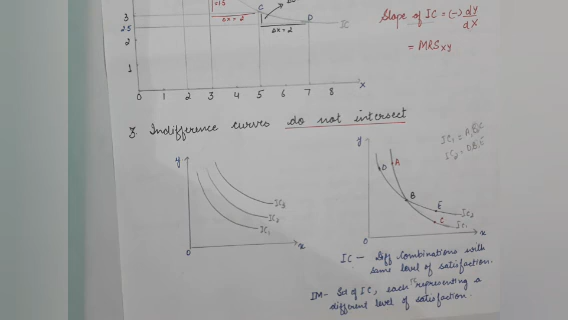 Slope of IC = (-) dy/dx
= MRSxy
C
D
IC
3
2.5
2
1
Δx = 2
Δx = 2
0 1 2 3 4 5 6 7 8 X
3. Indifference curves do not intersect
IC1 = A,B,C
IC2 = D,B,E
y
IC3
IC2
IC1
0
x
y
D
A
B
E
C
IC2
IC1
0
x
IC - Diff. Combinations with
same level of satisfaction.
IM - Set of IC, each representing a
different level of satisfaction.